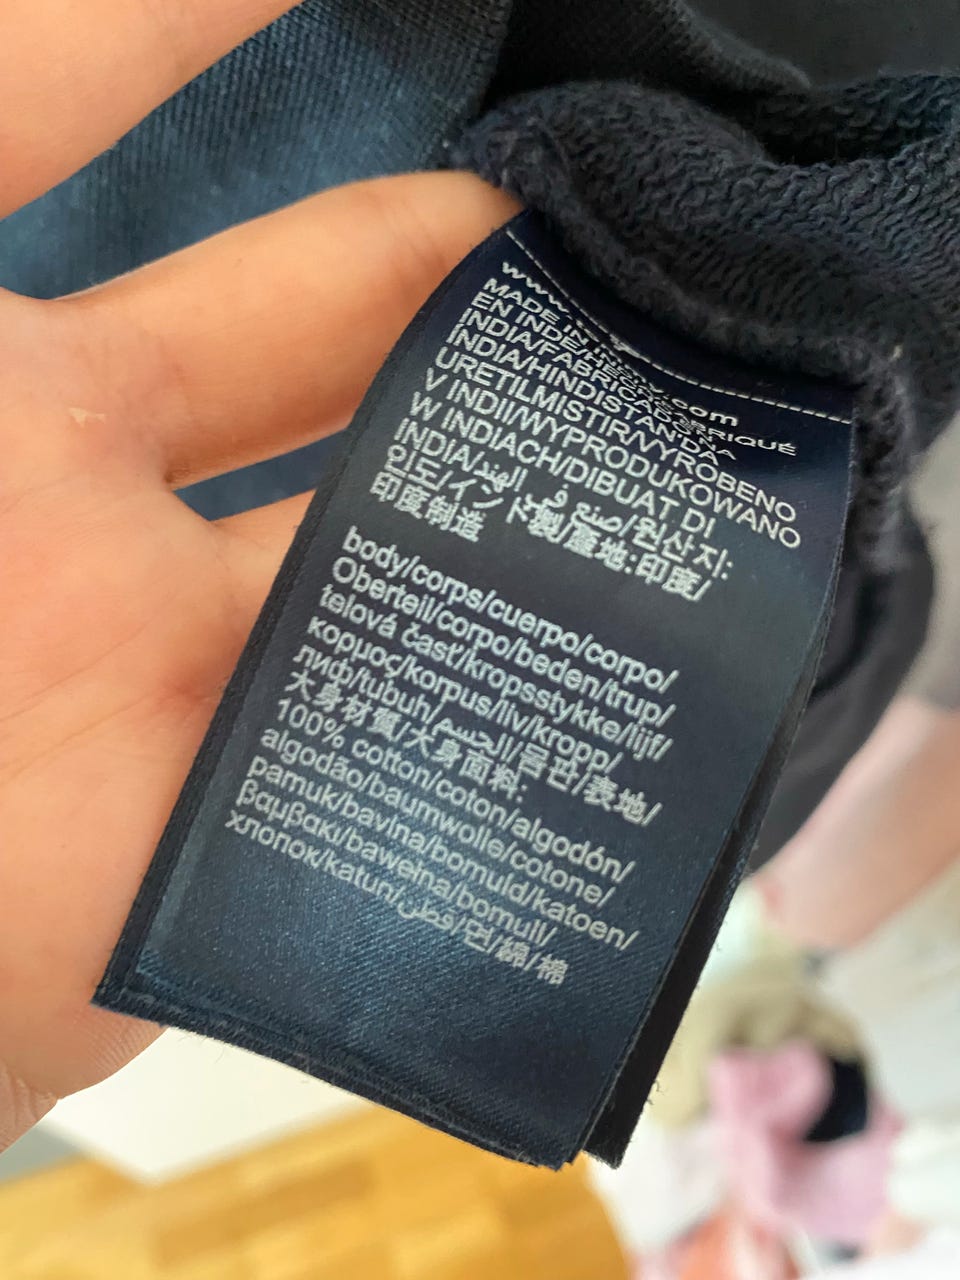 www. .com
MADE IN INDIA/FABRIQUÉ
EN INDE/HECHO
INDIA/FABRICADO NA
INDIA/HINDISTAN'DA
URETILMISTIR/VYROBENO
V INDII/WYPRODUKOWANO
W INDIACH/DIBUAT DI
INDIA/صنع في الهند/원산지:
인도/インド製/產地:印度/
印度制造
body/corps/cuerpo/corpo/
Oberteil/corpo/beden/trup/
telová časť/kropsstykke/lijf/
κορμος/korpus/liv/kropp/
лиф/tubuh/الجسم/몸판/表地/
大身材質/大身面料:
100% cotton/coton/algodón/
algodão/baumwolle/cotone/
pamuk/bavlna/bomuld/katoen/
βαμβακι/bawełna/bomull/
хлопок/katun/قطن/면/綿/棉